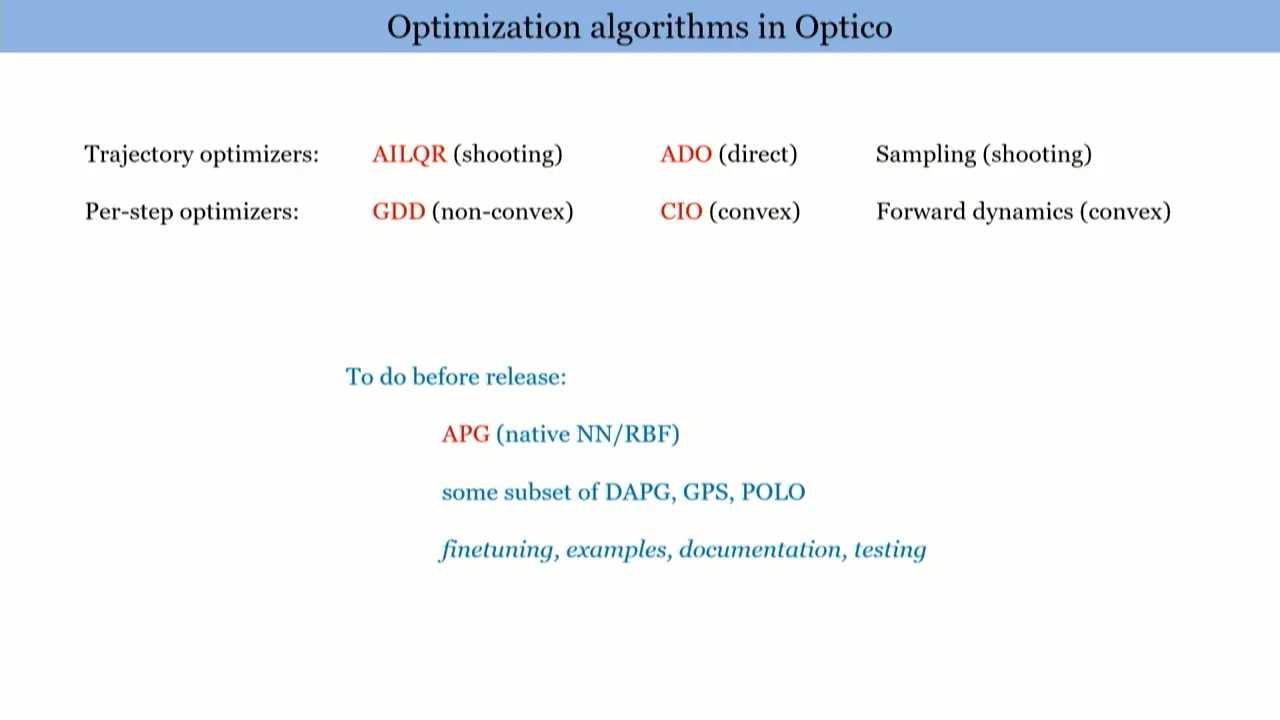 Optimization algorithms in Optico
Trajectory optimizers: AILQR (shooting) ADO (direct) Sampling (shooting)
Per-step optimizers: GDD (non-convex) CIO (convex) Forward dynamics (convex)
To do before release:
APG (native NN/RBF)
some subset of DAPG, GPS, POLO
finetuning, examples, documentation, testing